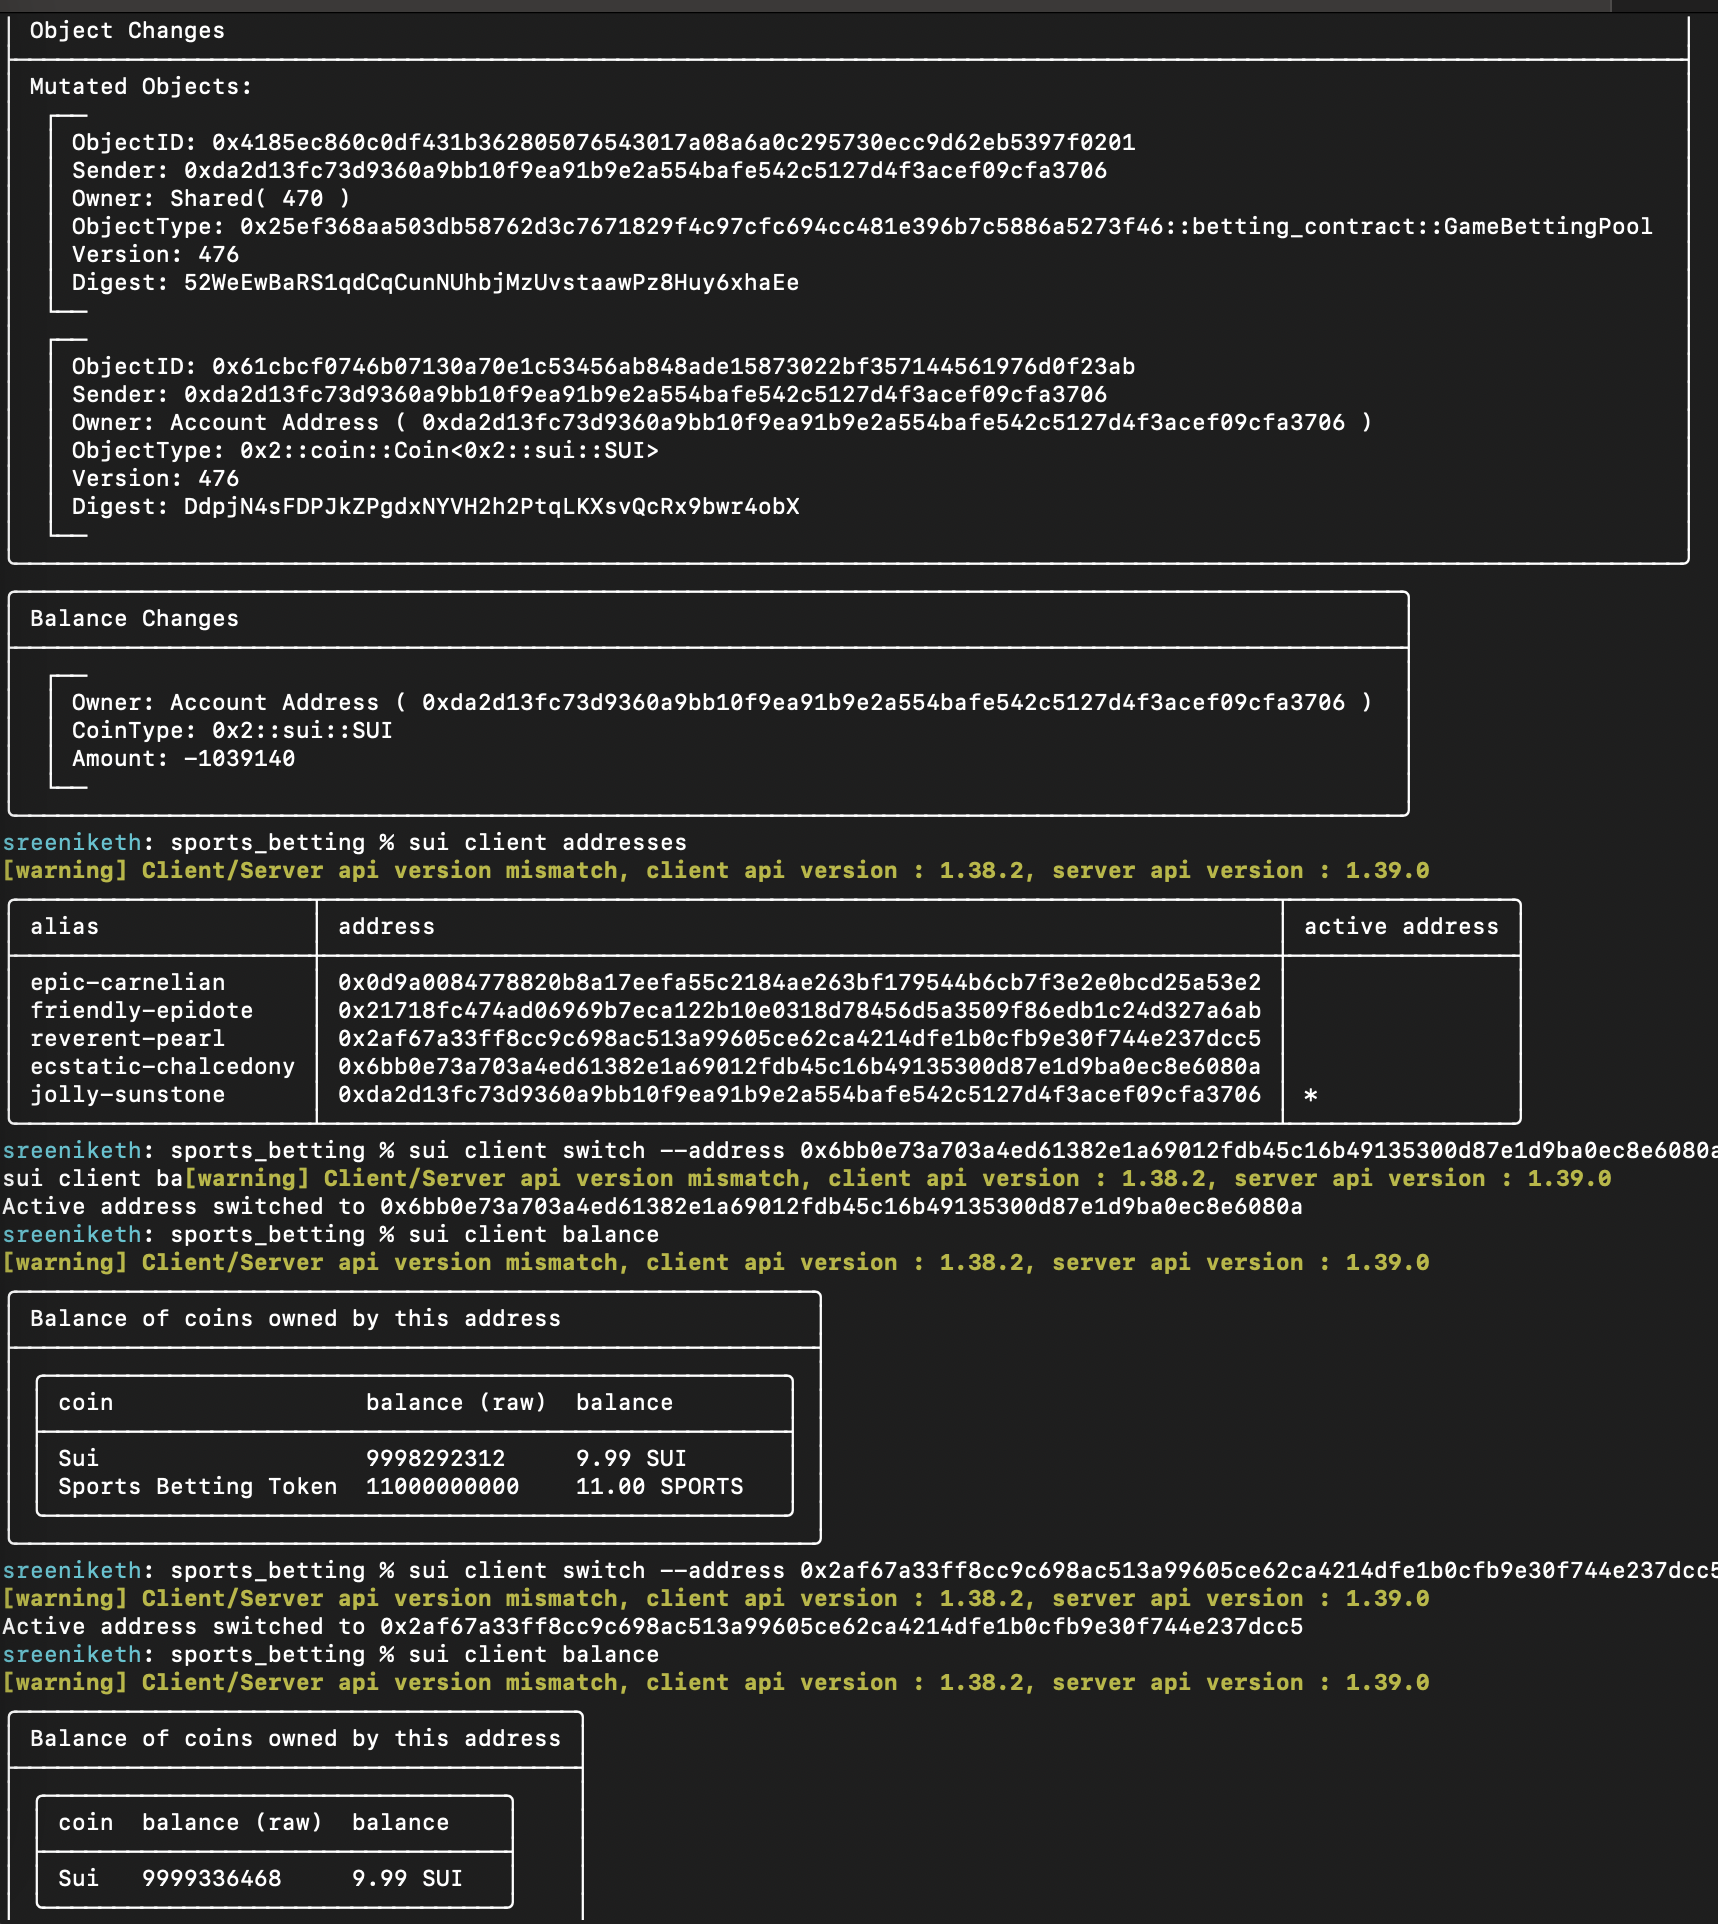 Object Changes
Mutated Objects:
ObjectID: 0x4185ec860c0df431b362805076543017a08a6a0c295730ecc9d62eb5397f0201
Sender: 0xda2d13fc73d9360a9bb10f9ea91b9e2a554bafe542c5127d4f3acef09cfa3706
Owner: Shared( 470 )
ObjectType: 0x25ef368aa503db58762d3c7671829f4c97cfc694cc481e396b7c5886a5273f46::betting_contract::GameBettingPool
Version: 476
Digest: 52WeEwBaRS1qdCqCunNUhbjMzUvstaawPz8Huy6xhaEe
ObjectID: 0x61cbcf0746b07130a70e1c53456ab848ade15873022bf357144561976d0f23ab
Sender: 0xda2d13fc73d9360a9bb10f9ea91b9e2a554bafe542c5127d4f3acef09cfa3706
Owner: Account Address ( 0xda2d13fc73d9360a9bb10f9ea91b9e2a554bafe542c5127d4f3acef09cfa3706 )
ObjectType: 0x2::coin::Coin<0x2::sui::SUI>
Version: 476
Digest: DdpjN4sFDPJkZPgdxNYVH2h2PtqLKXsvQcRx9bwr4obX
Balance Changes
Owner: Account Address ( 0xda2d13fc73d9360a9bb10f9ea91b9e2a554bafe542c5127d4f3acef09cfa3706 )
CoinType: 0x2::sui::SUI
Amount: -1039140
sreeniketh: sports_betting % sui client addresses
[warning] Client/Server api version mismatch, client api version : 1.38.2, server api version : 1.39.0
alias address active address
epic-carnelian 0x0d9a0084778820b8a17eefa55c2184ae263bf179544b6cb7f3e2e0bcd25a53e2
friendly-epidote 0x21718fc474ad06969b7eca122b10e0318d78456d5a3509f86edb1c24d327a6ab
reverent-pearl 0x2af67a33ff8cc9c698ac513a99605ce62ca4214dfe1b0cfb9e30f744e237dcc5
ecstatic-chalcedony 0x6bb0e73a703a4ed61382e1a69012fdb45c16b49135300d87e1d9ba0ec8e6080a
jolly-sunstone 0xda2d13fc73d9360a9bb10f9ea91b9e2a554bafe542c5127d4f3acef09cfa3706 *
sreeniketh: sports_betting % sui client switch --address 0x6bb0e73a703a4ed61382e1a69012fdb45c16b49135300d87e1d9ba0ec8e6080a
sui client ba[warning] Client/Server api version mismatch, client api version : 1.38.2, server api version : 1.39.0
Active address switched to 0x6bb0e73a703a4ed61382e1a69012fdb45c16b49135300d87e1d9ba0ec8e6080a
sreeniketh: sports_betting % sui client balance
[warning] Client/Server api version mismatch, client api version : 1.38.2, server api version : 1.39.0
Balance of coins owned by this address
coin balance (raw) balance
Sui 9998292312 9.99 SUI
Sports Betting Token 11000000000 11.00 SPORTS
sreeniketh: sports_betting % sui client switch --address 0x2af67a33ff8cc9c698ac513a99605ce62ca4214dfe1b0cfb9e30f744e237dcc5
[warning] Client/Server api version mismatch, client api version : 1.38.2, server api version : 1.39.0
Active address switched to 0x2af67a33ff8cc9c698ac513a99605ce62ca4214dfe1b0cfb9e30f744e237dcc5
sreeniketh: sports_betting % sui client balance
[warning] Client/Server api version mismatch, client api version : 1.38.2, server api version : 1.39.0
Balance of coins owned by this address
coin balance (raw) balance
Sui 9999336468 9.99 SUI